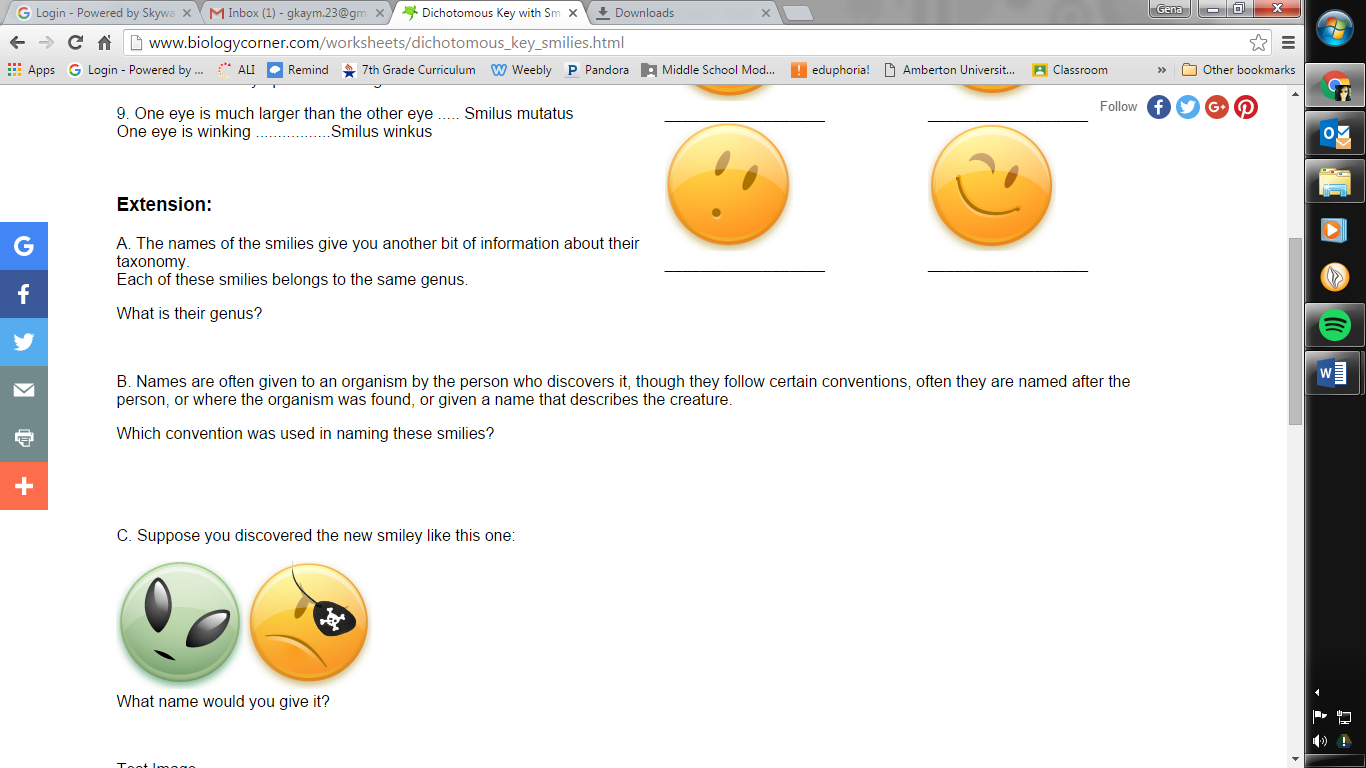 Login - Powered by Skywa
Inbox (1) - gkaym.23@gm
Dichotomous Key with Sm
Downloads
Gena
www.biologycorner.com/worksheets/dichotomous_key_smilies.html
Apps
Login - Powered by ...
ALI
Remind
7th Grade Curriculum
Weebly
Pandora
Middle School Mod...
eduphoria!
Amberton Universit...
Classroom
»
Other bookmarks
9. One eye is much larger than the other eye ..... Smilus mutatus
One eye is winking .................Smilus winkus
Follow
Extension:
A. The names of the smilies give you another bit of information about their
taxonomy.
Each of these smilies belongs to the same genus.
What is their genus?
B. Names are often given to an organism by the person who discovers it, though they follow certain conventions, often they are named after the
person, or where the organism was found, or given a name that describes the creature.
Which convention was used in naming these smilies?
C. Suppose you discovered the new smiley like this one:
What name would you give it?